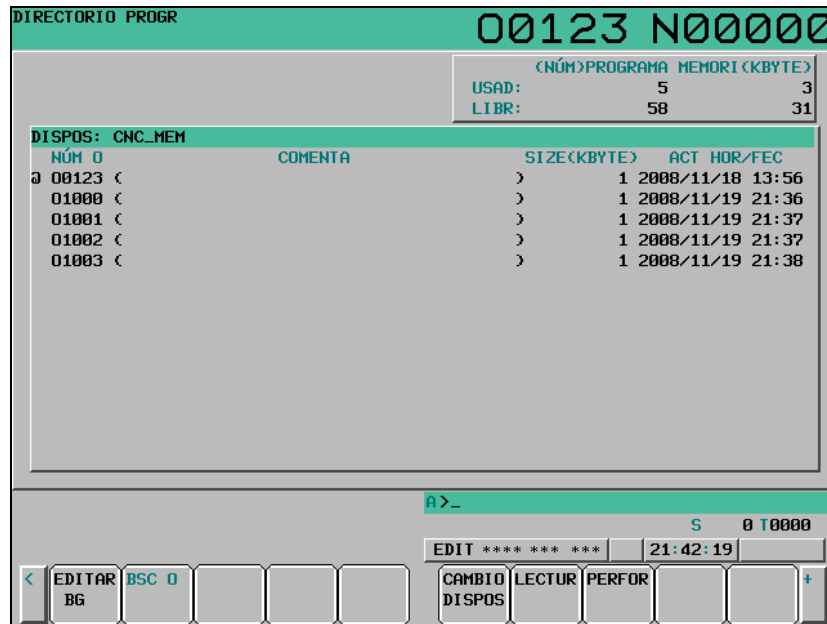 DIRECTORIO PROGR
O0123 N00000
(NÚM)PROGRAMA MEMORI(KBYTE)
USAD: 5 3
LIBR: 58 31
DISPOS: CNC_MEM
NÚM O COMENTA SIZE(KBYTE) ACT HOR/FEC
@ O0123 ( ) 1 2008/11/18 13:56
O1000 ( ) 1 2008/11/19 21:36
O1001 ( ) 1 2008/11/19 21:37
O1002 ( ) 1 2008/11/19 21:37
O1003 ( ) 1 2008/11/19 21:38
A>_
S 0 T0000
EDIT **** *** *** 21:42:19
< EDITAR BG BSC O CAMBIO DISPOS LECTUR PERFOR +